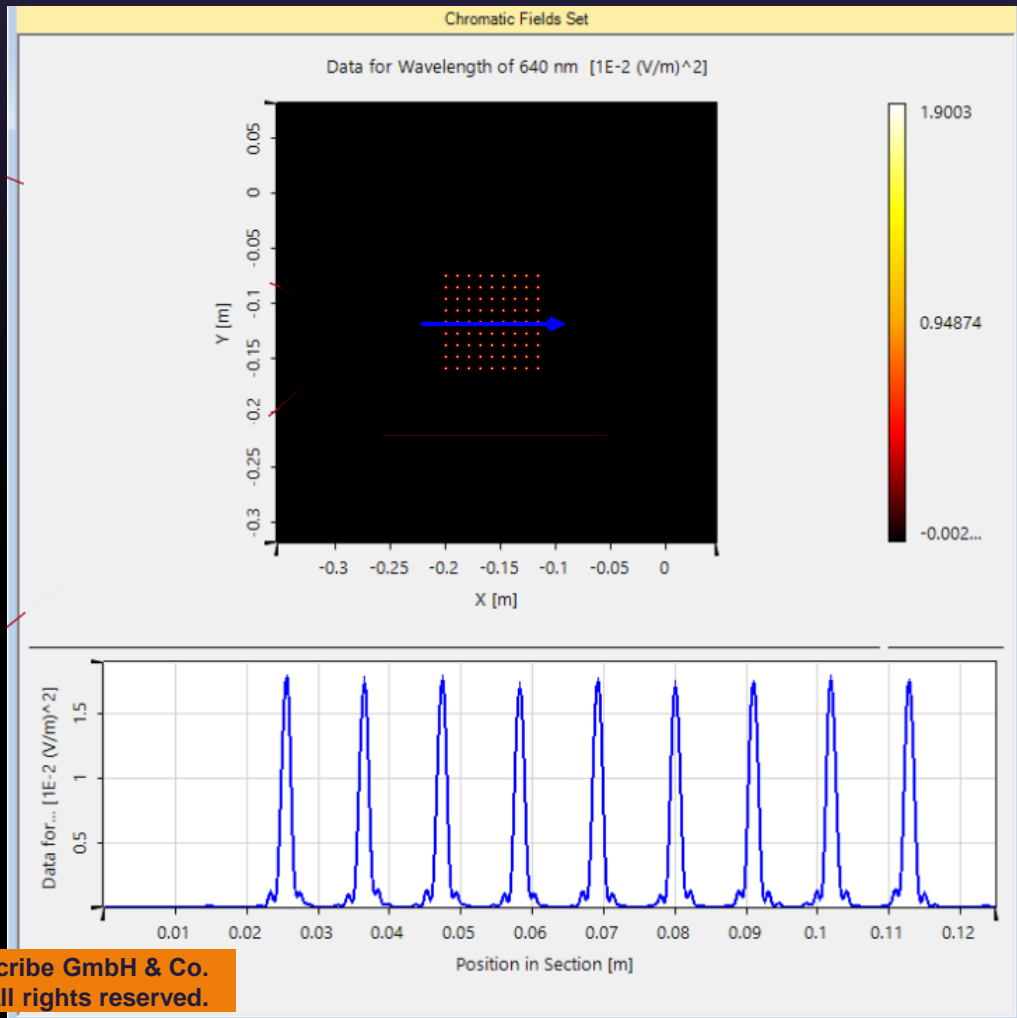 Chromatic Fields Set
Data for Wavelength of 640 nm [1E-2 (V/m)^2]
1.9003
0.94874
-0.002...
0.05
0
-0.05
-0.1
-0.15
-0.2
-0.25
-0.3
Y [m]
-0.3 -0.25 -0.2 -0.15 -0.1 -0.05 0
X [m]
Data for... [1E-2 (V/m)^2]
1.5
1
0.5
0.01 0.02 0.03 0.04 0.05 0.06 0.07 0.08 0.09 0.1 0.11 0.12
Position in Section [m]
cribe GmbH & Co.
ll rights reserved.